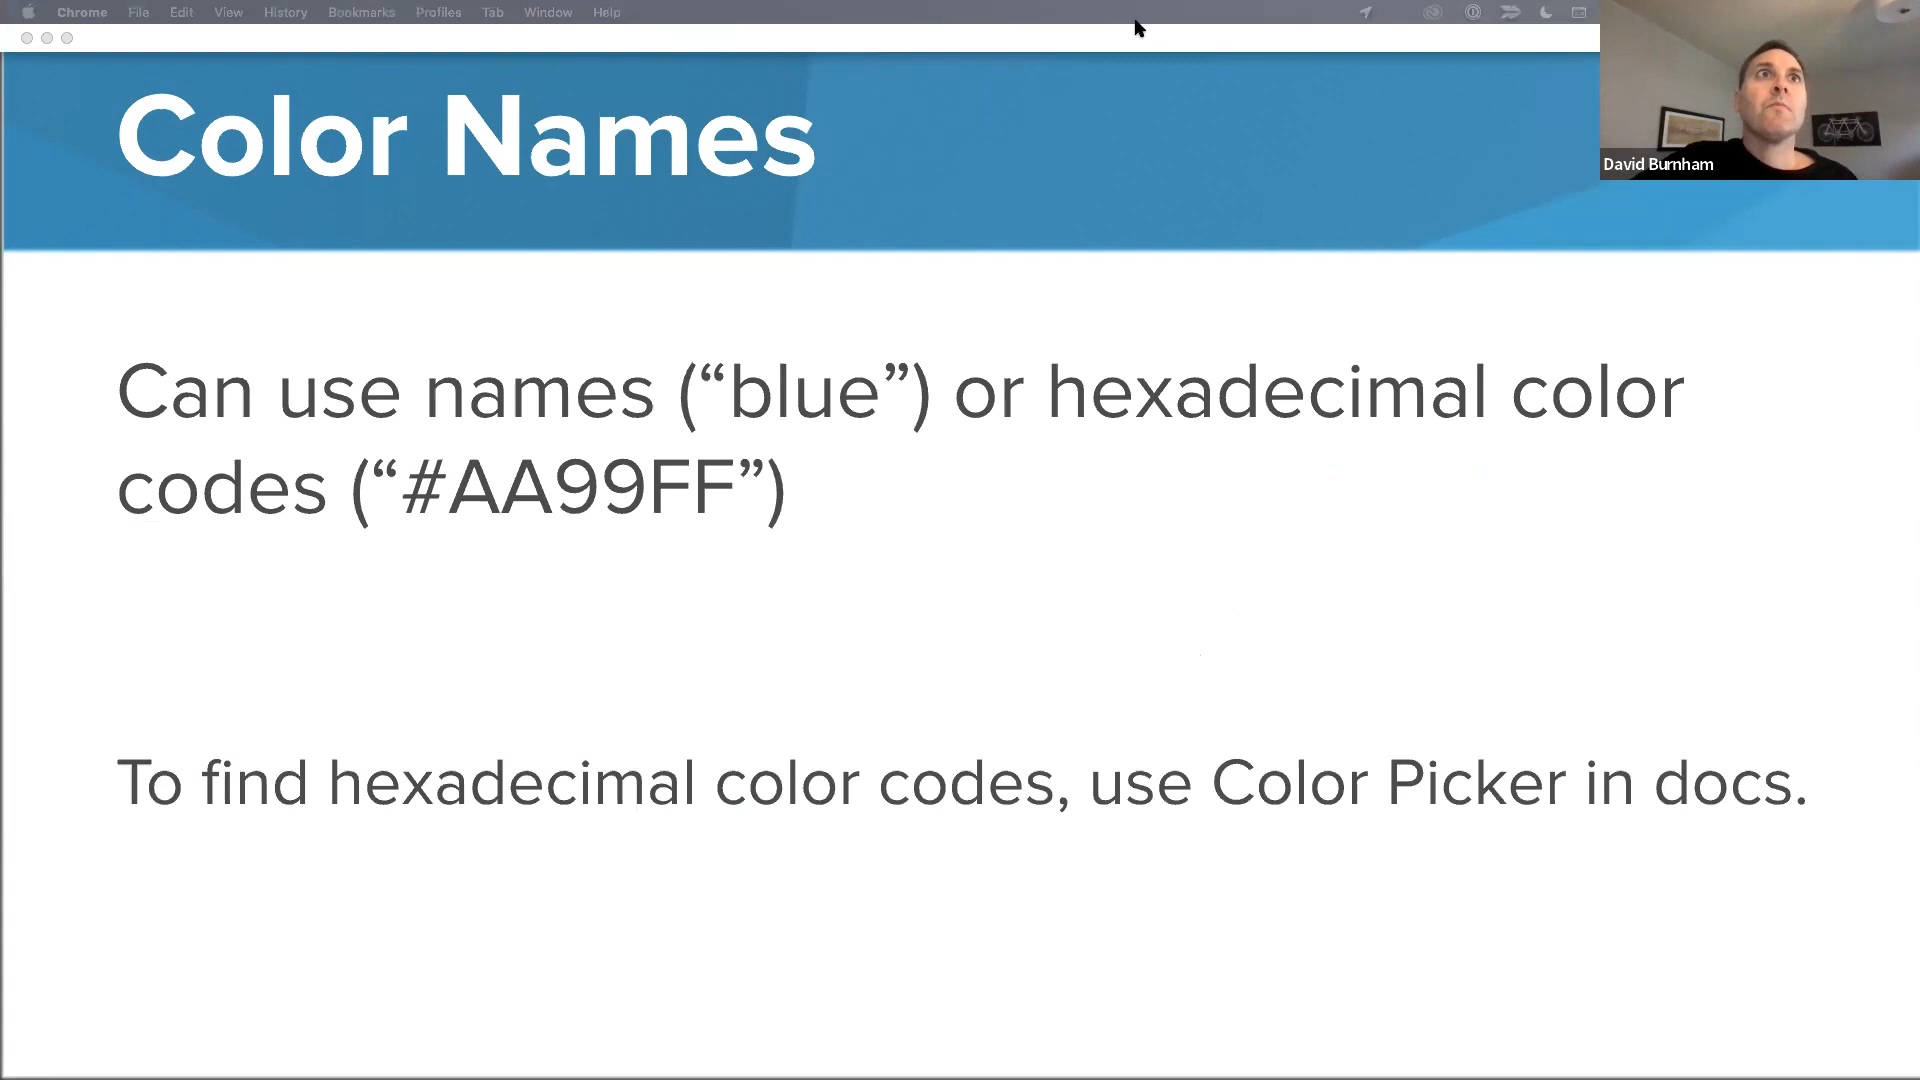 Chrome File Edit View History Bookmarks Profiles Tab Window Help
Color Names
David Burnham
Can use names (“blue”) or hexadecimal color
codes (“#AA99FF”)
To find hexadecimal color codes, use Color Picker in docs.